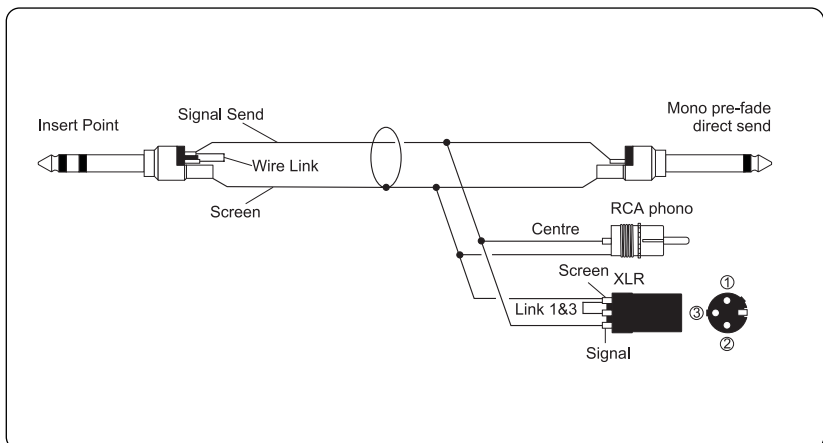 Signal Send
Insert Point
Mono pre-fade
direct send
Wire Link
Screen
RCA phono
Centre
Screen
XLR
Link 1&3
Signal
①
③
②